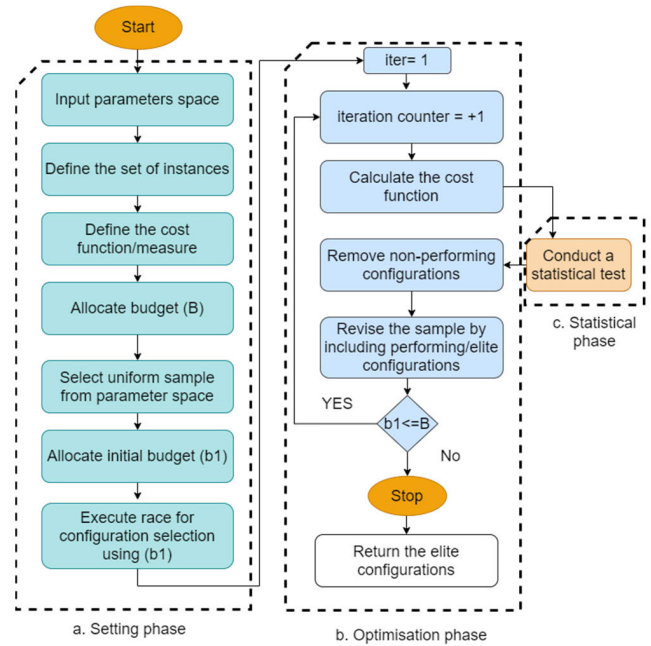 Start
Input parameters space
Define the set of instances
Define the cost
function/measure
Allocate budget (B)
Select uniform sample
from parameter space
Allocate initial budget (b1)
Execute race for
configuration selection
using (b1)
a. Setting phase
iter= 1
iteration counter = +1
Calculate the cost
function
Conduct a
statistical test
c. Statistical
phase
Remove non-performing
configurations
Revise the sample by
including performing/elite
configurations
YES
b1<=B
No
Stop
Return the elite
configurations
b. Optimisation phase